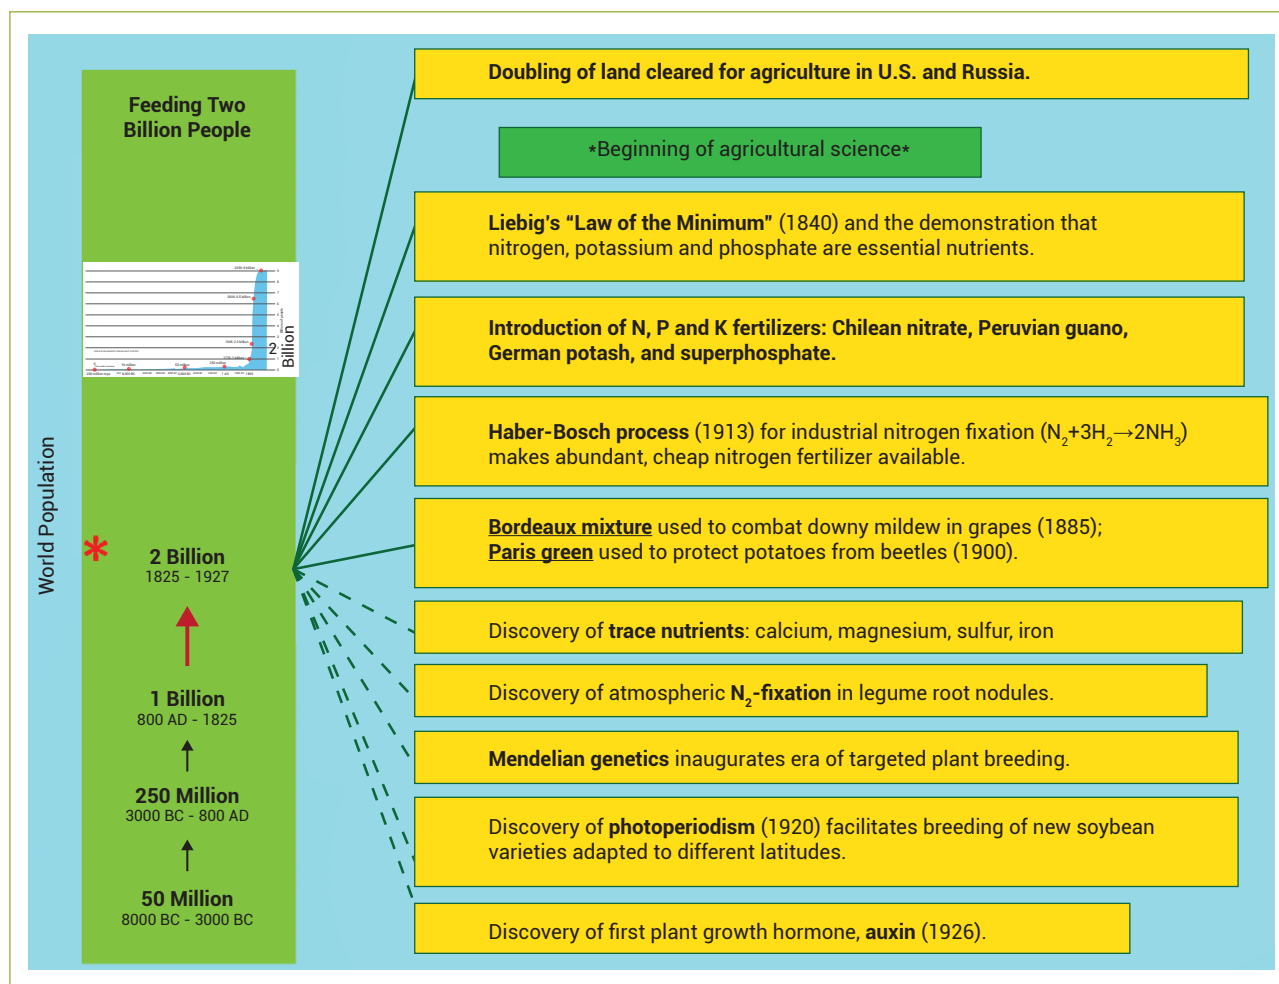 Feeding Two
Billion People
2
Billion
World Population
*
2 Billion
1825 - 1927
1 Billion
800 AD - 1825
250 Million
3000 BC - 800 AD
50 Million
8000 BC - 3000 BC
Doubling of land cleared for agriculture in U.S. and Russia.
*Beginning of agricultural science*
Liebig's “Law of the Minimum” (1840) and the demonstration that
nitrogen, potassium and phosphate are essential nutrients.
Introduction of N, P and K fertilizers: Chilean nitrate, Peruvian guano,
German potash, and superphosphate.
Haber-Bosch process (1913) for industrial nitrogen fixation (N₂+3H₂→2NH₃)
makes abundant, cheap nitrogen fertilizer available.
Bordeaux mixture used to combat downy mildew in grapes (1885);
Paris green used to protect potatoes from beetles (1900).
Discovery of trace nutrients: calcium, magnesium, sulfur, iron
Discovery of atmospheric N₂-fixation in legume root nodules.
Mendelian genetics inaugurates era of targeted plant breeding.
Discovery of photoperiodism (1920) facilitates breeding of new soybean
varieties adapted to different latitudes.
Discovery of first plant growth hormone, auxin (1926).